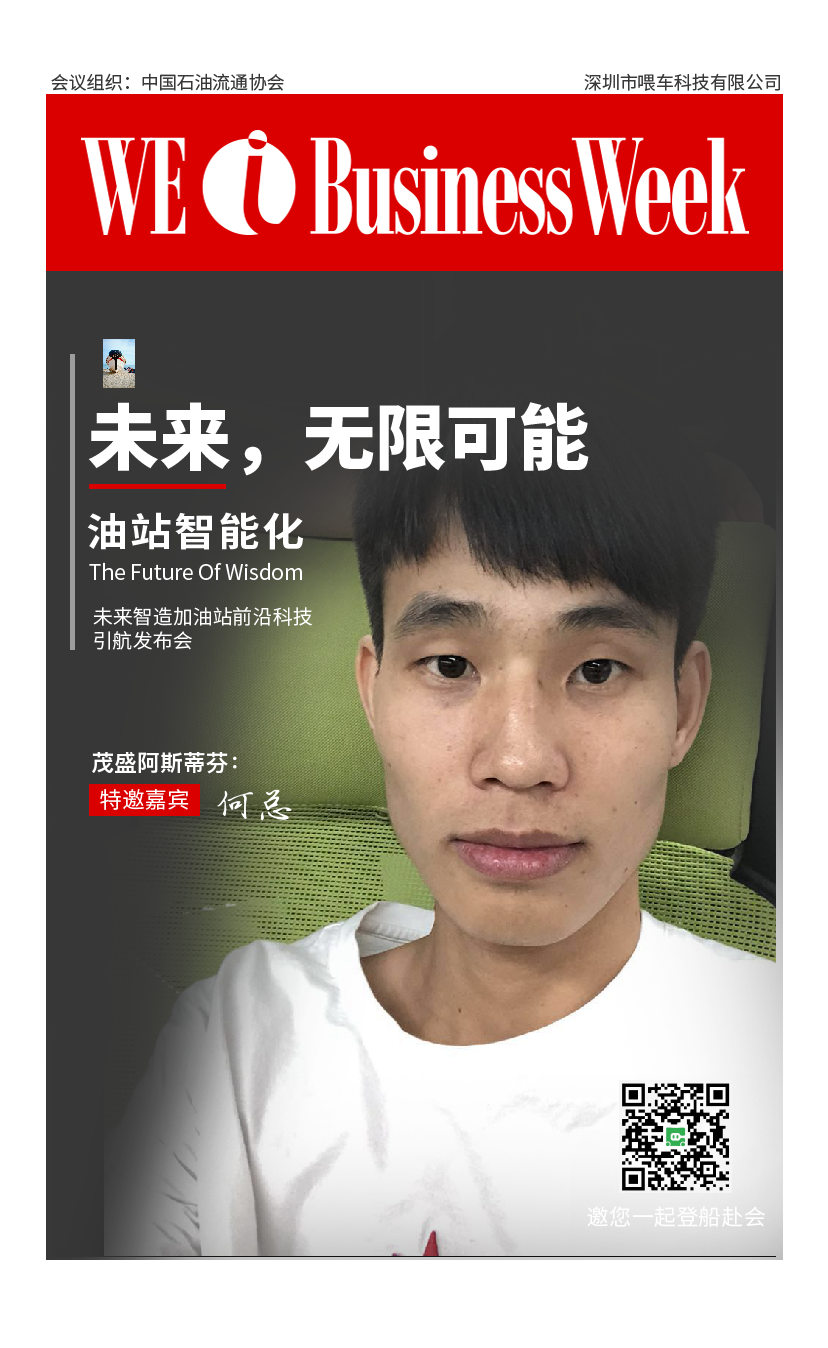 会议组织：中国石油流通协会
深圳市喂车科技有限公司
WE i BusinessWeek
未来，无限可能
油站智能化
The Future Of Wisdom
未来智造加油站前沿科技
引航发布会
茂盛阿斯蒂芬：
特邀嘉宾 何总
邀您一起登船赴会